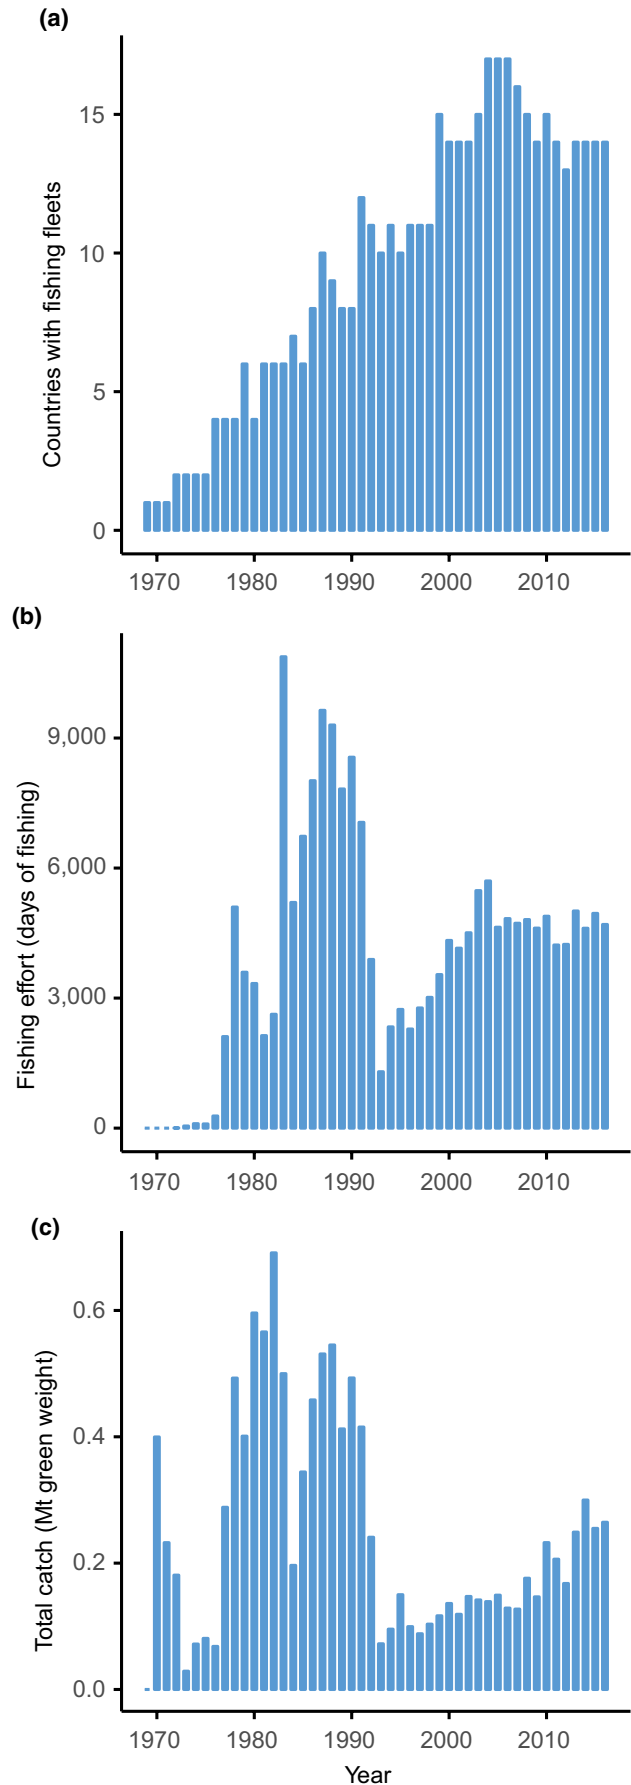 (a)
Countries with fishing fleets
15
10
5
0
1970 1980 1990 2000 2010
(b)
Fishing effort (days of fishing)
9,000
6,000
3,000
0
1970 1980 1990 2000 2010
(c)
Total catch (Mt green weight)
0.6
0.4
0.2
0.0
1970 1980 1990 2000 2010
Year